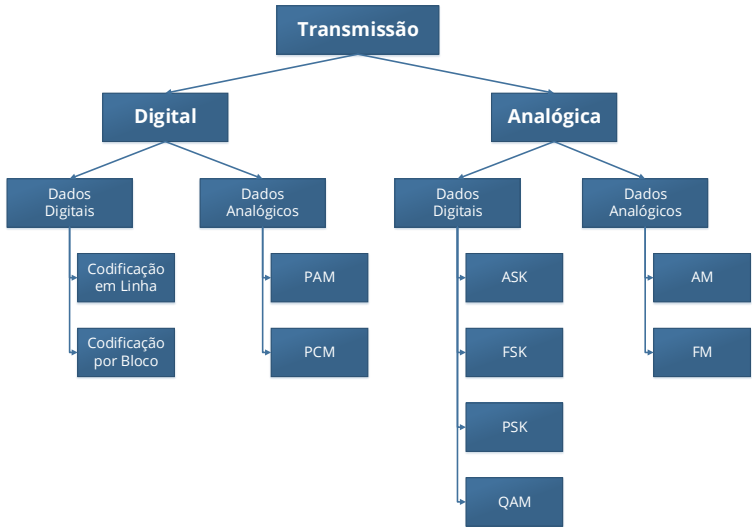 Transmissão
Digital
Analógica
Dados
Digitais
Dados
Analógicos
Dados
Digitais
Dados
Analógicos
Codificação
em Linha
PAM
ASK
AM
Codificação
por Bloco
PCM
FSK
FM
PSK
QAM